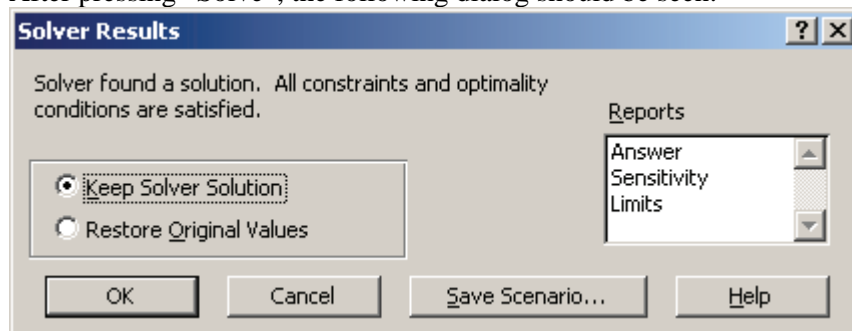 After pressing "Solve", the following dialog should be seen:
Solver Results
Solver found a solution. All constraints and optimality
conditions are satisfied.
Reports
Answer
Sensitivity
Limits
Keep Solver Solution
Restore Original Values
OK
Cancel
Save Scenario...
Help